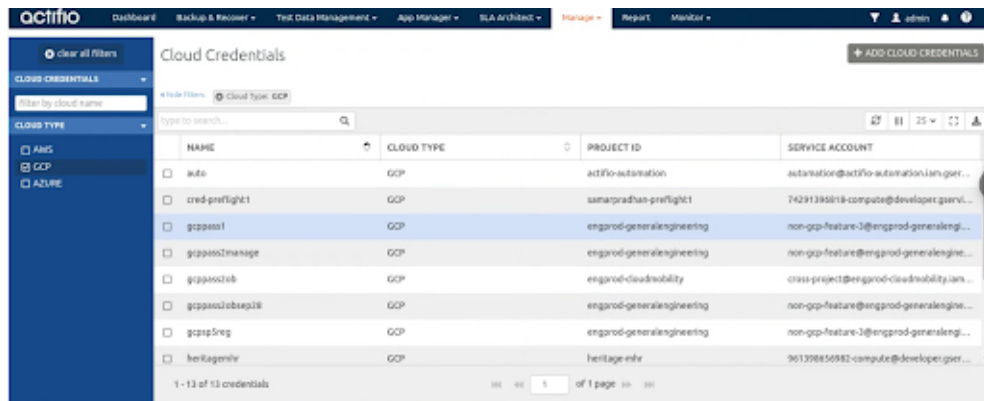 actifio Dashboard Backup & Recover Test Data Management App Manager SLA Architect Manage Report Monitor admin
clear all filters
Cloud Credentials
+ ADD CLOUD CREDENTIALS
CLOUD CREDENTIALS
filter by cloud name
Hide Filters Cloud Type: GCP
CLOUD TYPE
type to search... 25
AWS
GCP
AZURE
NAME CLOUD TYPE PROJECT ID SERVICE ACCOUNT
auto GCP actifio-automation automation@actifio-automation.iam.gser...
cred-preflight1 GCP samarpradhan-preflight1 74291396818-compute@developer.gservi...
gcppass1 GCP engprod-generalengineering non-gcp-feature-3@engprod-generalengi...
gcppass2manage GCP engprod-generalengineering non-gcp-feature@engprod-generalengine...
gcppass2ob GCP engprod-cloudmobility cross-project@engprod-cloudmobility.iam...
gcppass2obsep28 GCP engprod-generalengineering non-gcp-feature@engprod-generalengine...
gcpsp5reg GCP engprod-generalengineering non-gcp-feature-3@engprod-generalengi...
heritagemhr GCP heritage-mhr 961398656982-compute@developer.gser...
1 - 13 of 13 credentials 1 of 1 page